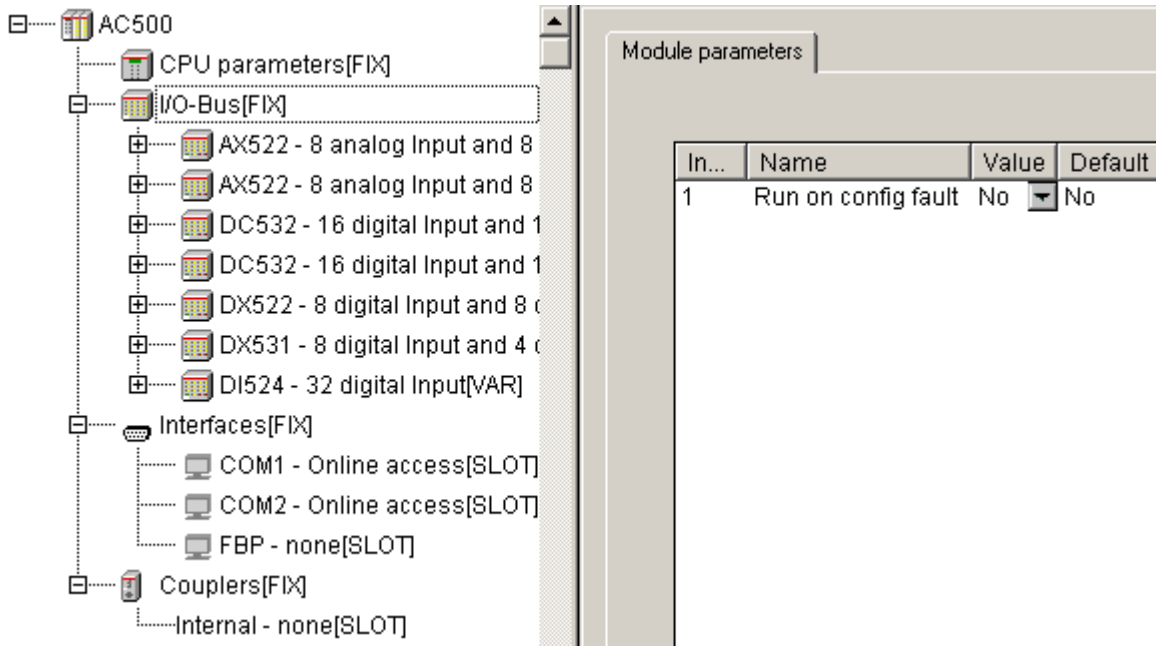 AC500
CPU parameters[FIX]
I/O-Bus[FIX]
AX522 - 8 analog Input and 8
AX522 - 8 analog Input and 8
DC532 - 16 digital Input and 1
DC532 - 16 digital Input and 1
DX522 - 8 digital Input and 8
DX531 - 8 digital Input and 4
DI524 - 32 digital Input[VAR]
Interfaces[FIX]
COM1 - Online access[SLOT]
COM2 - Online access[SLOT]
FBP - none[SLOT]
Couplers[FIX]
Internal - none[SLOT]
Module parameters
In... Name Value Default
1 Run on config fault No No